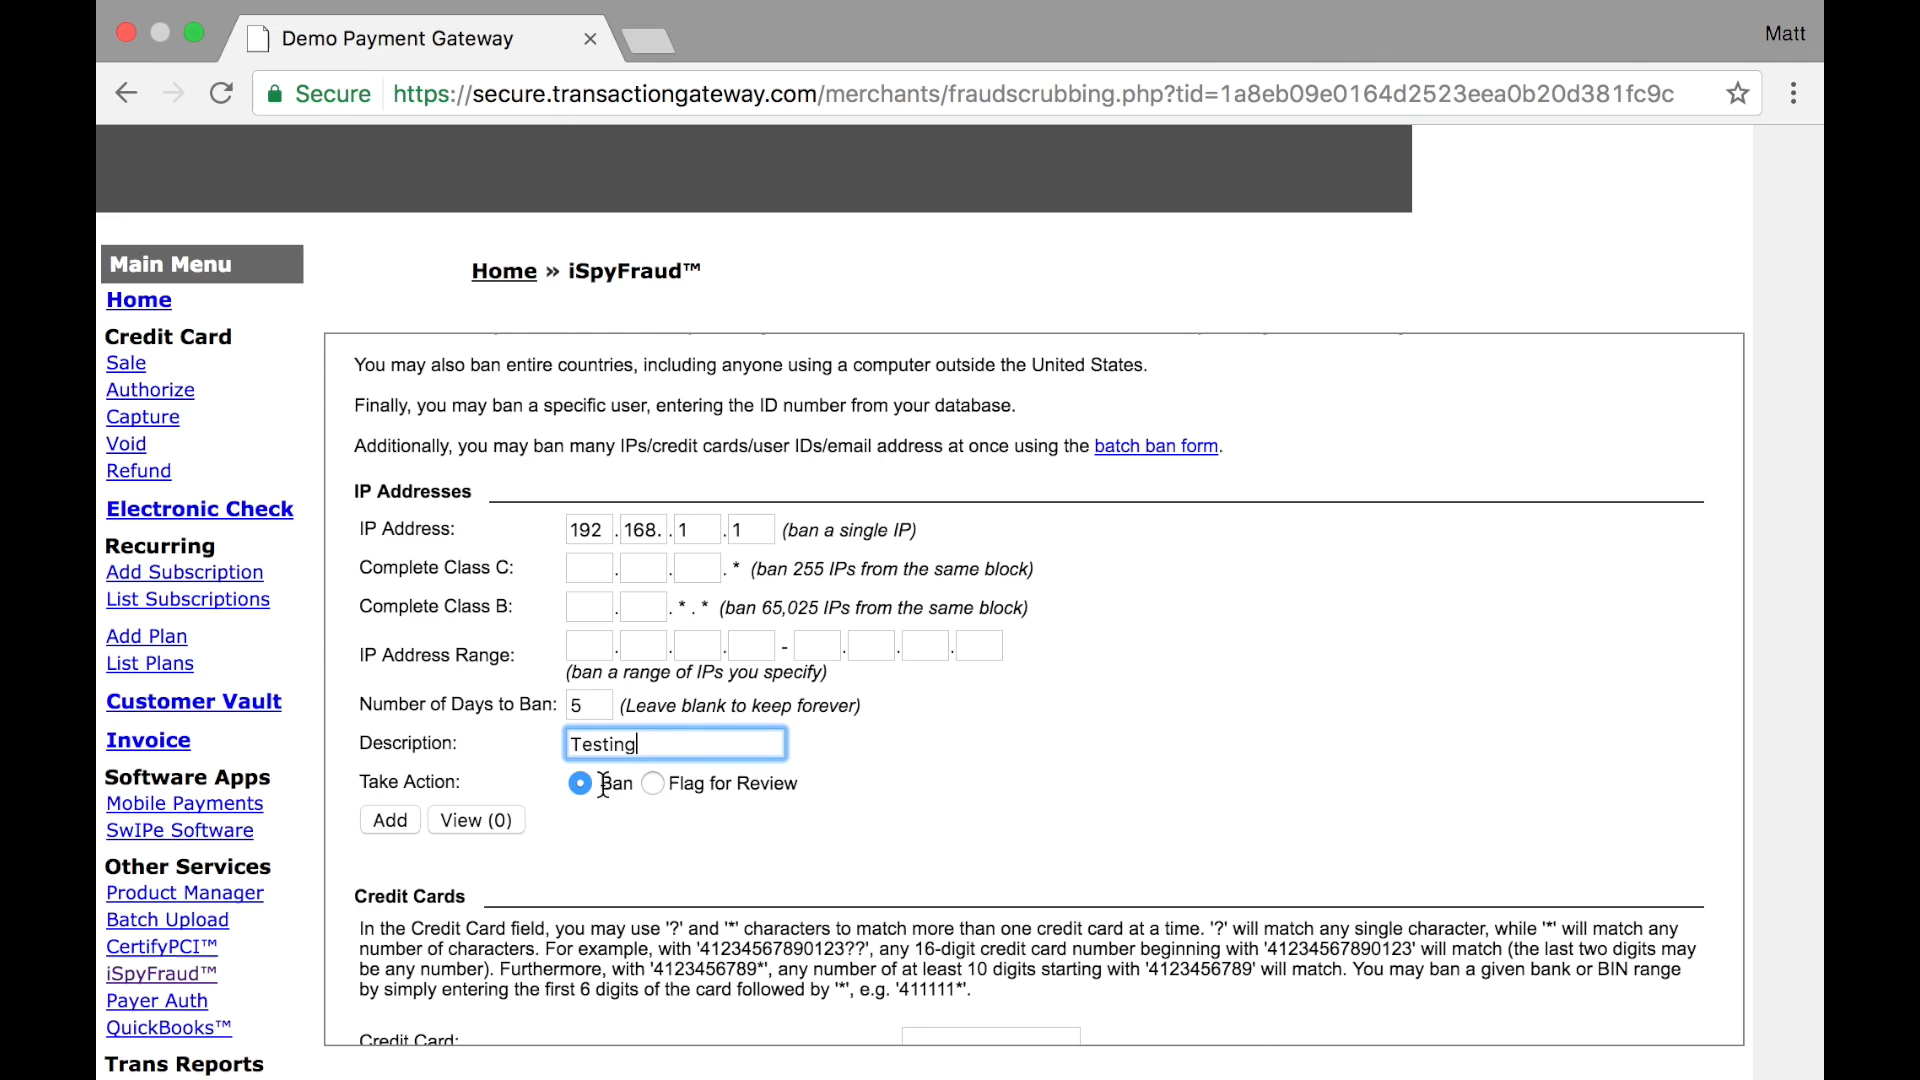 Demo Payment Gateway
Matt
Secure https://secure.transactiongateway.com/merchants/fraudscrubbing.php?tid=1a8eb09e0164d2523eea0b20d381fc9c
Main Menu
Home
Credit Card
Sale
Authorize
Capture
Void
Refund
Electronic Check
Recurring
Add Subscription
List Subscriptions
Add Plan
List Plans
Customer Vault
Invoice
Software Apps
Mobile Payments
SwIPe Software
Other Services
Product Manager
Batch Upload
CertifyPCI™
iSpyFraud™
Payer Auth
QuickBooks™
Trans Reports
Home » iSpyFraud™
You may also ban entire countries, including anyone using a computer outside the United States.
Finally, you may ban a specific user, entering the ID number from your database.
Additionally, you may ban many IPs/credit cards/user IDs/email address at once using the batch ban form.
IP Addresses
IP Address: 192 . 168. . 1 . 1 (ban a single IP)
Complete Class C: . . . * (ban 255 IPs from the same block)
Complete Class B: . . * . * (ban 65,025 IPs from the same block)
IP Address Range: . . . - . . .
(ban a range of IPs you specify)
Number of Days to Ban: 5 (Leave blank to keep forever)
Description: Testing
Take Action: Ban Flag for Review
Add View (0)
Credit Cards
In the Credit Card field, you may use '?' and '*' characters to match more than one credit card at a time. '?' will match any single character, while '*' will match any
number of characters. For example, with '41234567890123??', any 16-digit credit card number beginning with '41234567890123' will match (the last two digits may
be any number). Furthermore, with '4123456789*', any number of at least 10 digits starting with '4123456789' will match. You may ban a given bank or BIN range
by simply entering the first 6 digits of the card followed by '*', e.g. '411111*'.
Credit Card: